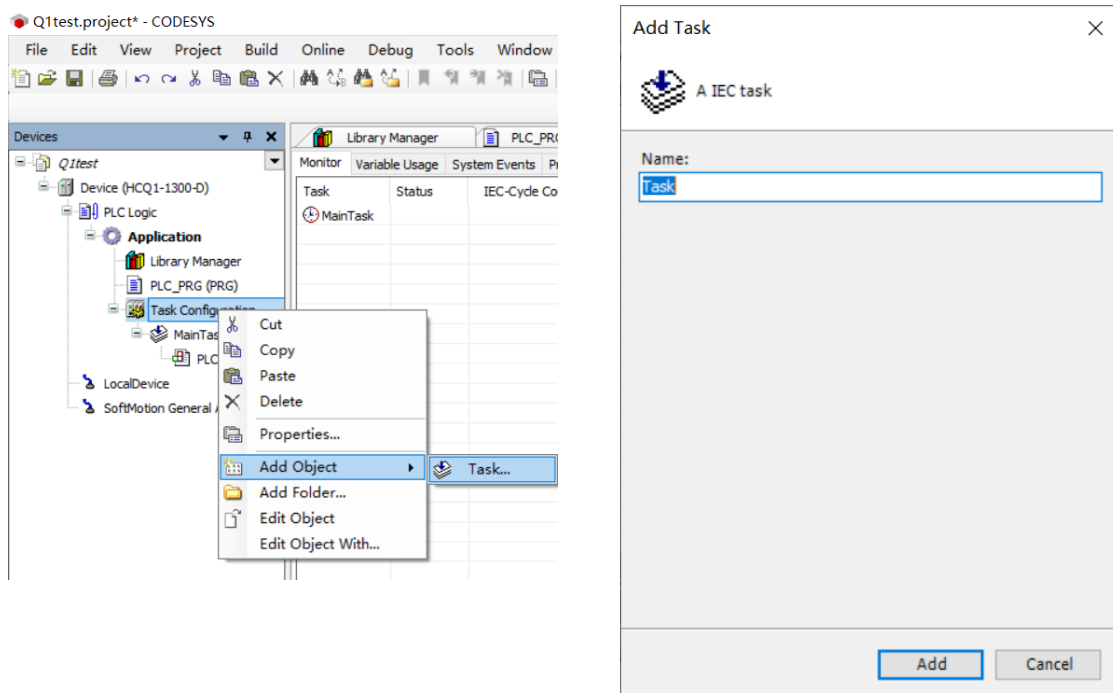 Q1test.project* - CODESYS
File Edit View Project Build Online Debug Tools Window
Devices
Q1test
Device (HCQ1-1300-D)
PLC Logic
Application
Library Manager
PLC_PRG (PRG)
Task Configuration
MainTas
PLC
LocalDevice
SoftMotion General A
Library Manager PLC_PRG
Monitor Variable Usage System Events P
Task Status IEC-Cycle Co
MainTask
Cut
Copy
Paste
Delete
Properties...
Add Object
Add Folder...
Edit Object
Edit Object With...
Task...
Add Task
A IEC task
Name:
Task
Add Cancel